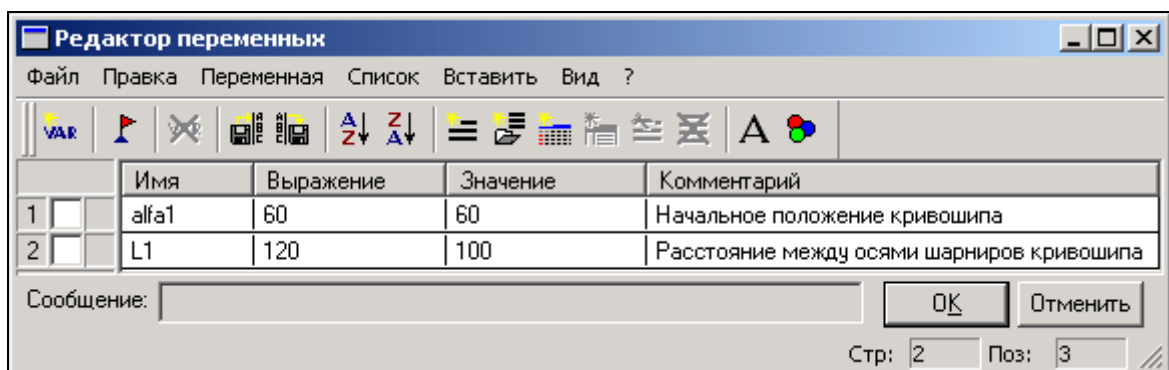 Редактор переменных
Файл Правка Переменная Список Вставить Вид ?
VAR A Z Z A A
Имя Выражение Значение Комментарий
1 alfa1 60 60 Начальное положение кривошипа
2 L1 120 100 Расстояние между осями шарниров кривошипа
Сообщение: OK Отменить
Стр: 2 Поз: 3